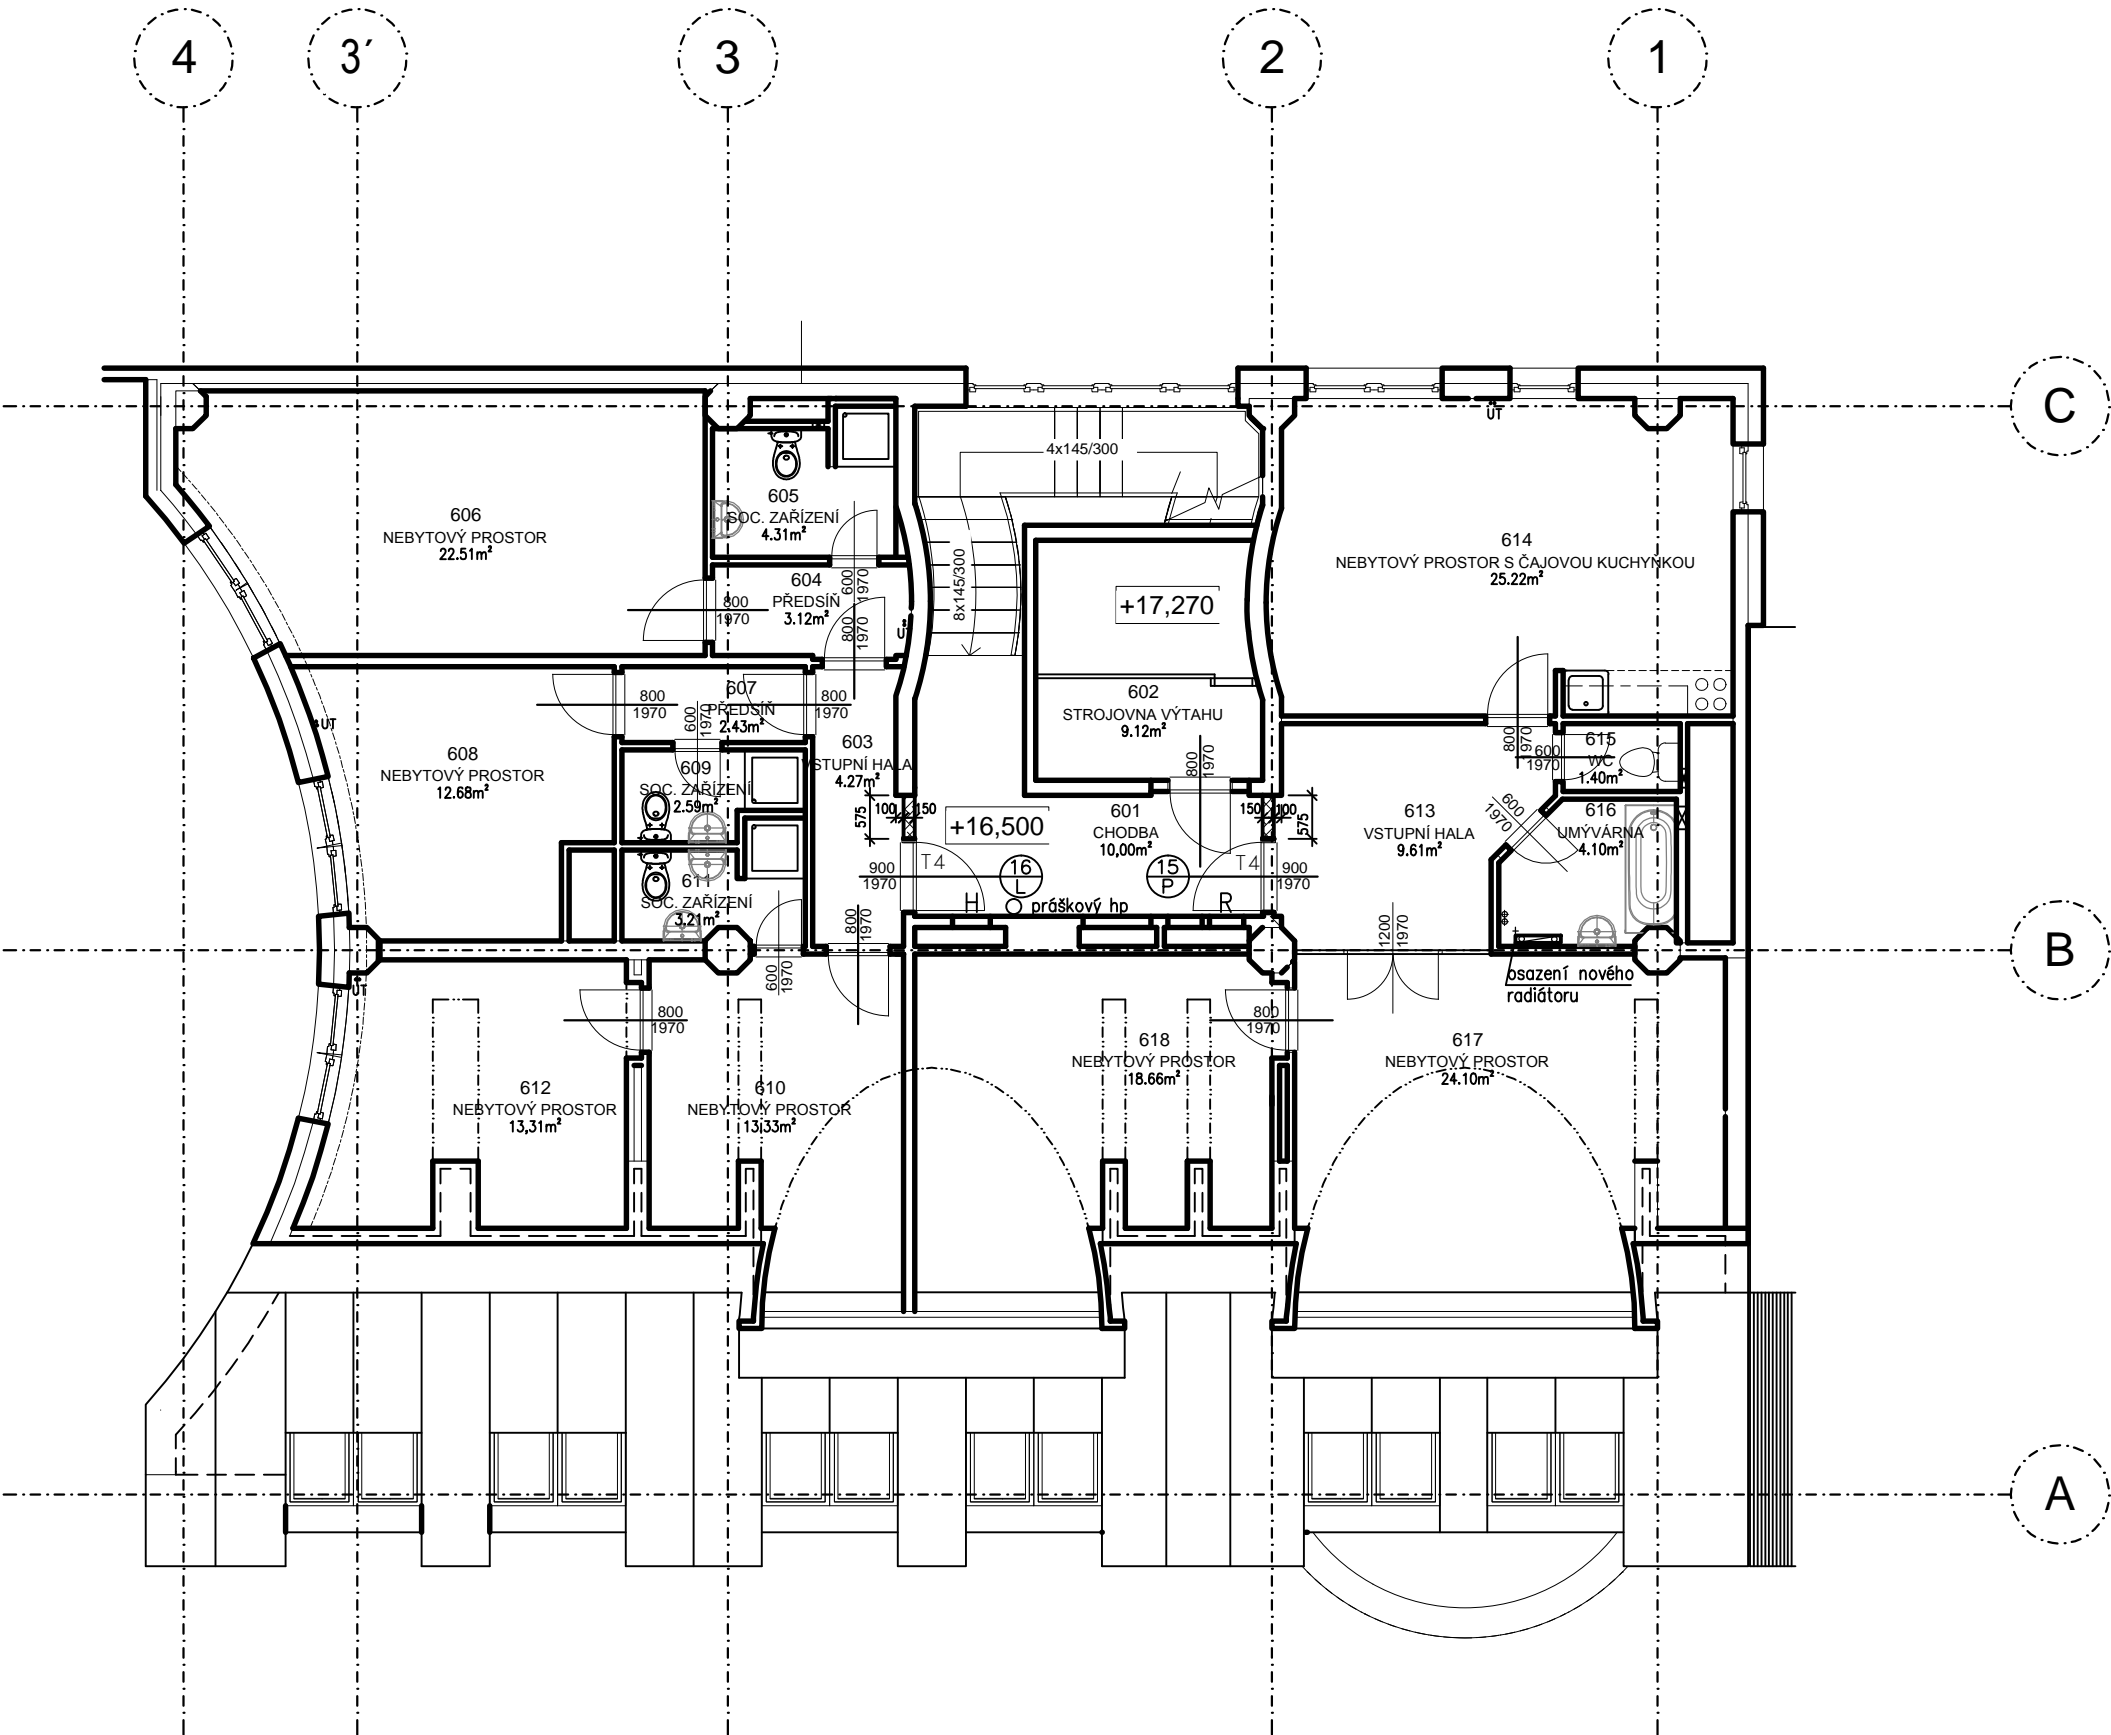 4
3´
3
2
1
C
B
A
ÚT
4x145/300
8x145/300
605
SOC. ZAŘÍZENÍ
4.31m²
606
NEBYTOVÝ PROSTOR
22.51m²
614
NEBYTOVÝ PROSTOR S ČAJOVOU KUCHYŇKOU
25.22m²
604
PŘEDSÍŇ
3.12m²
600
1970
800
1970
800
1970
+17,270
602
STROJOVNA VÝTAHU
9.12m²
607
PŘEDSÍŇ
2.43m²
800
1970
600
1970
800
1970
ÚT
603
VSTUPNÍ HALA
4.27m²
608
NEBYTOVÝ PROSTOR
12.68m²
609
SOC. ZAŘÍZENÍ
2.59m²
800
1970
800
1970
600
1970
615
WC
1.40m²
100
150
575
+16,500
601
CHODBA
10,00m²
150
100
575
613
VSTUPNÍ HALA
9.61m²
600
1970
616
UMÝVÁRNA
4.10m²
611
SOC. ZAŘÍZENÍ
3.21m²
900
1970
T4
16
L
15
P
T4
900
1970
H
práškový hp
R
800
1970
600
1970
1200
1970
osazení nového
radiátoru
ÚT
800
1970
800
1970
618
NEBYTOVÝ PROSTOR
18.66m²
617
NEBYTOVÝ PROSTOR
24.10m²
612
NEBYTOVÝ PROSTOR
13,31m²
610
NEBYTOVÝ PROSTOR
13,33m²